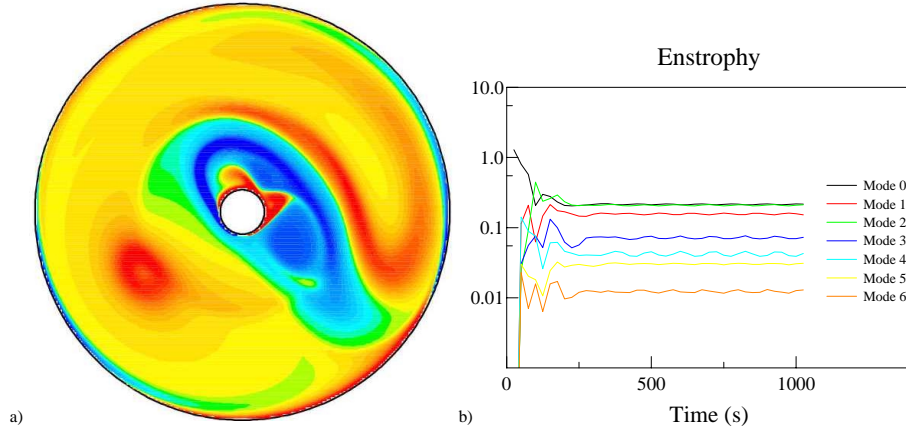 a)
Enstrophy
10.0
1.0
0.1
0.01
0
500
1000
Time (s)
b)
Mode 0
Mode 1
Mode 2
Mode 3
Mode 4
Mode 5
Mode 6